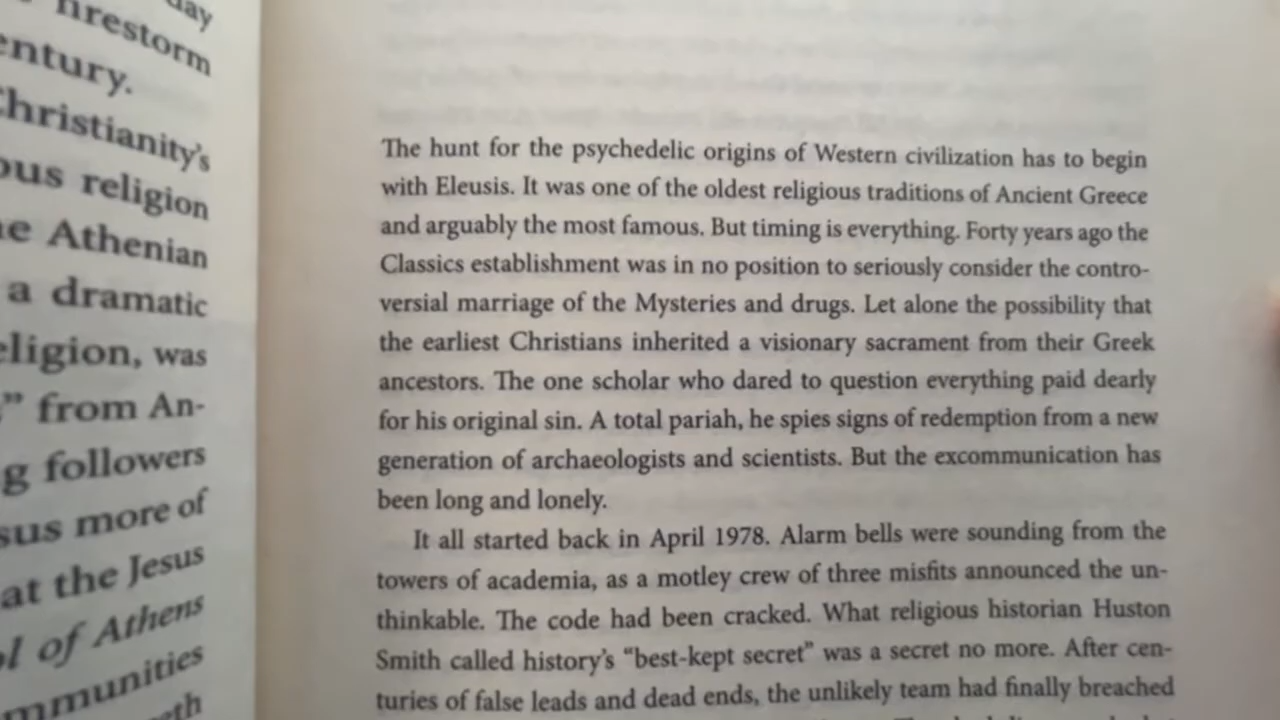 day
firestorm
entury.
Christianity's
ous religion
e Athenian
a dramatic
eligion, was
" from An-
g followers
sus more of
at the Jesus
l of Athens
mmunities
eth
The hunt for the psychedelic origins of Western civilization has to begin
with Eleusis. It was one of the oldest religious traditions of Ancient Greece
and arguably the most famous. But timing is everything. Forty years ago the
Classics establishment was in no position to seriously consider the contro-
versial marriage of the Mysteries and drugs. Let alone the possibility that
the earliest Christians inherited a visionary sacrament from their Greek
ancestors. The one scholar who dared to question everything paid dearly
for his original sin. A total pariah, he spies signs of redemption from a new
generation of archaeologists and scientists. But the excommunication has
been long and lonely.
It all started back in April 1978. Alarm bells were sounding from the
towers of academia, as a motley crew of three misfits announced the un-
thinkable. The code had been cracked. What religious historian Huston
Smith called history's "best-kept secret" was a secret no more. After cen-
turies of false leads and dead ends, the unlikely team had finally breached